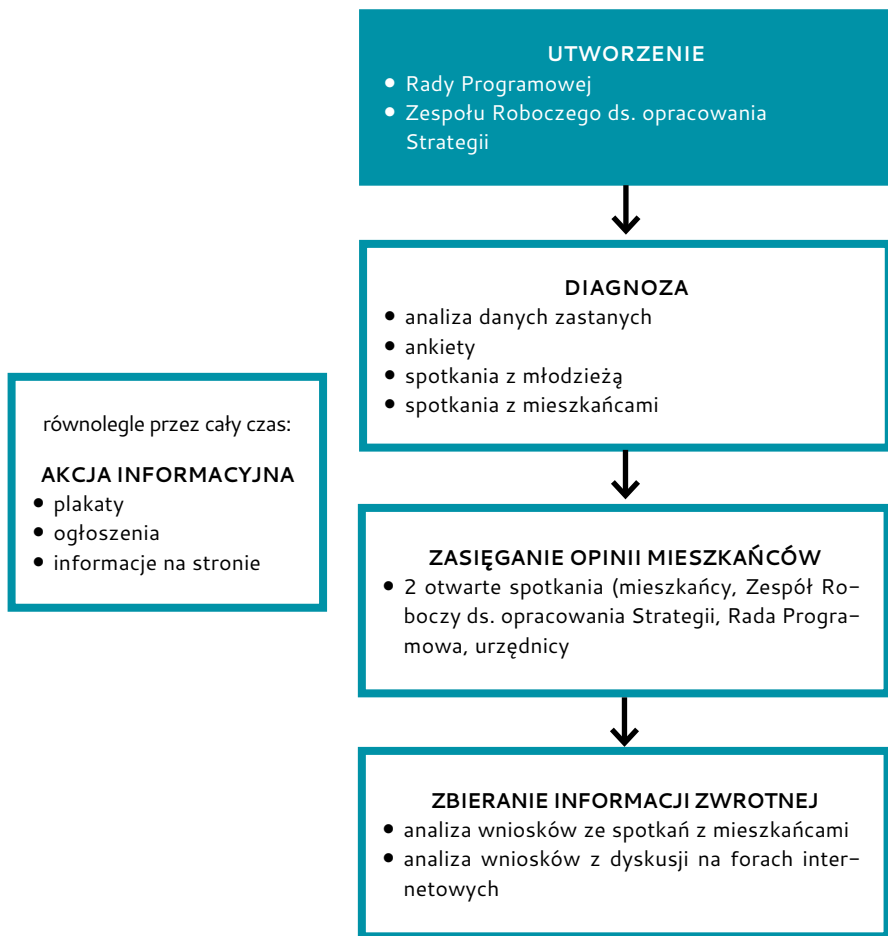 UTWORZENIE
• Rady Programowej
• Zespołu Roboczego ds. opracowania
Strategii
DIAGNOZA
• analiza danych zastanych
• ankiety
• spotkania z młodzieżą
• spotkania z mieszkańcami
równolegle przez cały czas:
AKCJA INFORMACYJNA
• plakaty
• ogłoszenia
• informacje na stronie
ZASIĘGANIE OPINII MIESZKAŃCÓW
• 2 otwarte spotkania (mieszkańcy, Zespół Ro-
boczy ds. opracowania Strategii, Rada Progra-
mowa, urzędnicy
ZBIERANIE INFORMACJI ZWROTNEJ
• analiza wniosków ze spotkań z mieszkańcami
• analiza wniosków z dyskusji na forach inter-
netowych